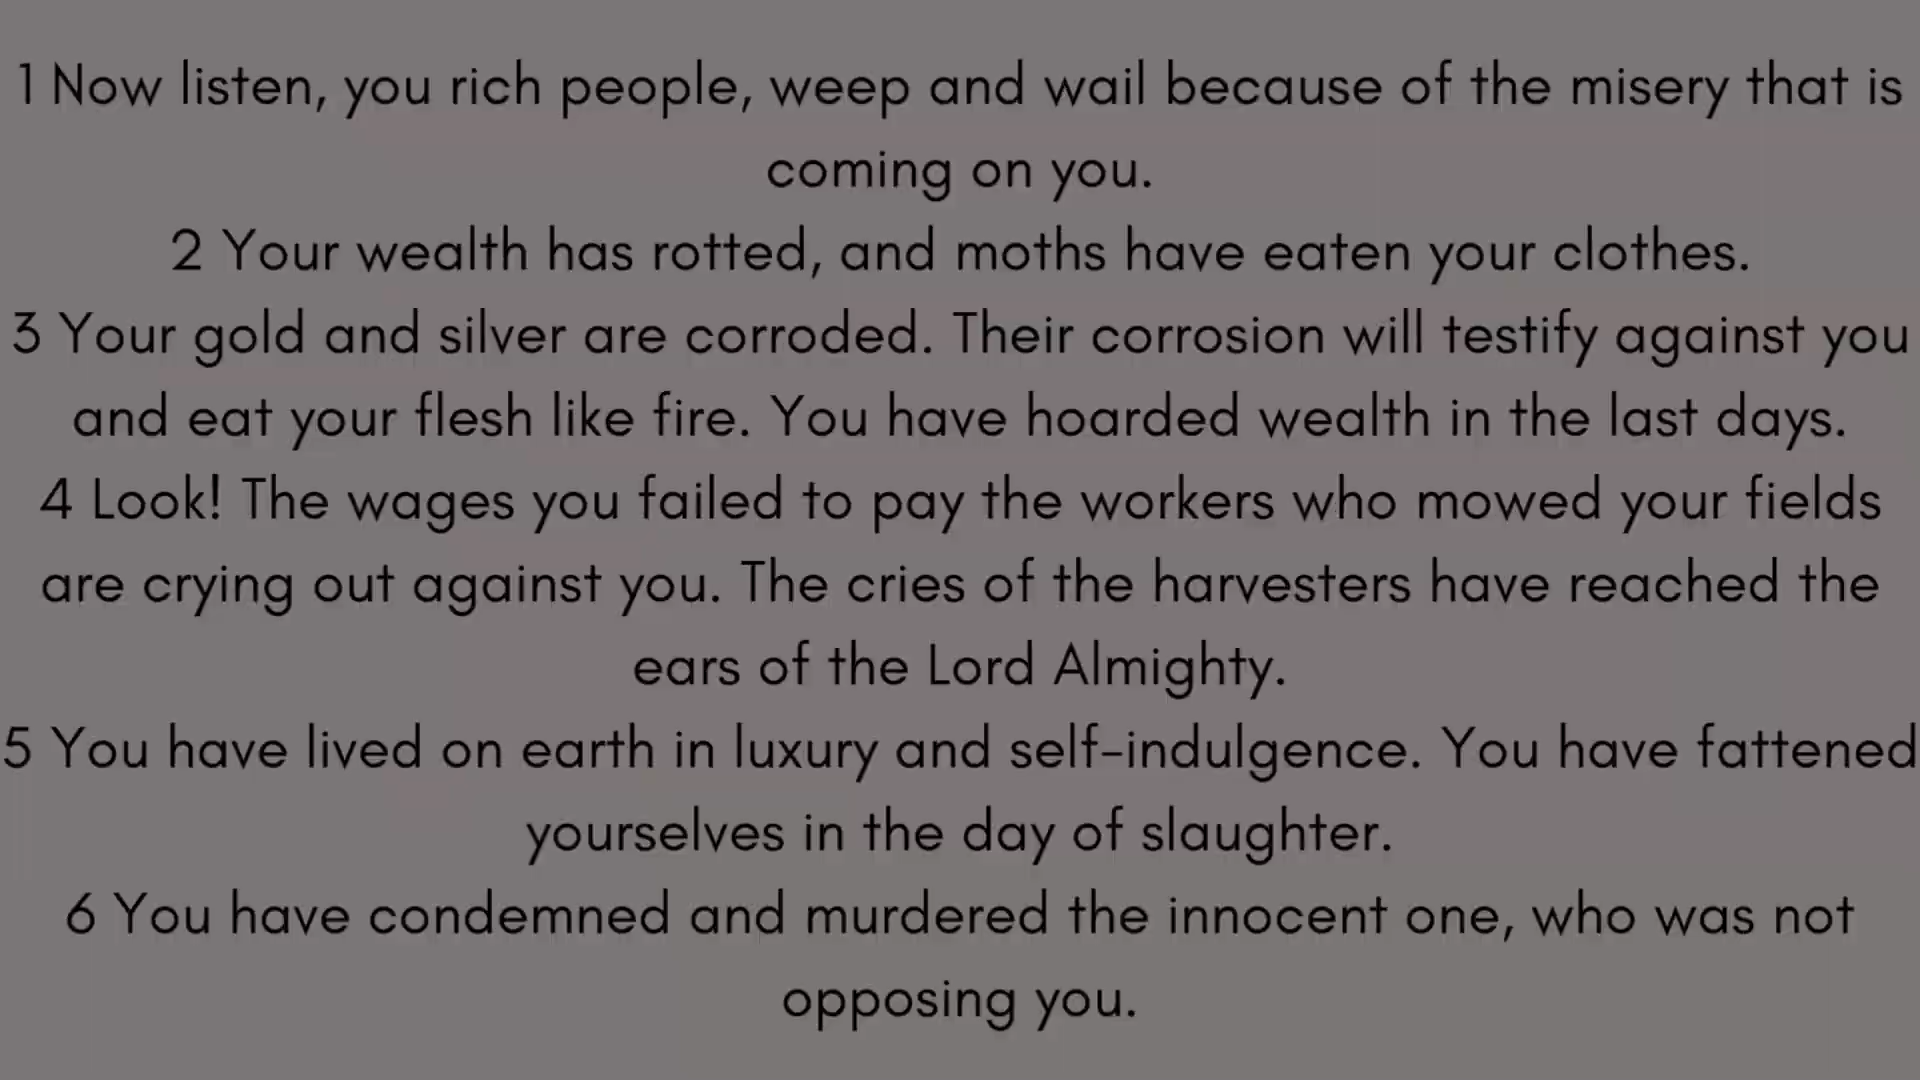 1 Now listen, you rich people, weep and wail because of the misery that is
coming on you.
2 Your wealth has rotted, and moths have eaten your clothes.
3 Your gold and silver are corroded. Their corrosion will testify against you
and eat your flesh like fire. You have hoarded wealth in the last days.
4 Look! The wages you failed to pay the workers who mowed your fields
are crying out against you. The cries of the harvesters have reached the
ears of the Lord Almighty.
5 You have lived on earth in luxury and self-indulgence. You have fattened
yourselves in the day of slaughter.
6 You have condemned and murdered the innocent one, who was not
opposing you.